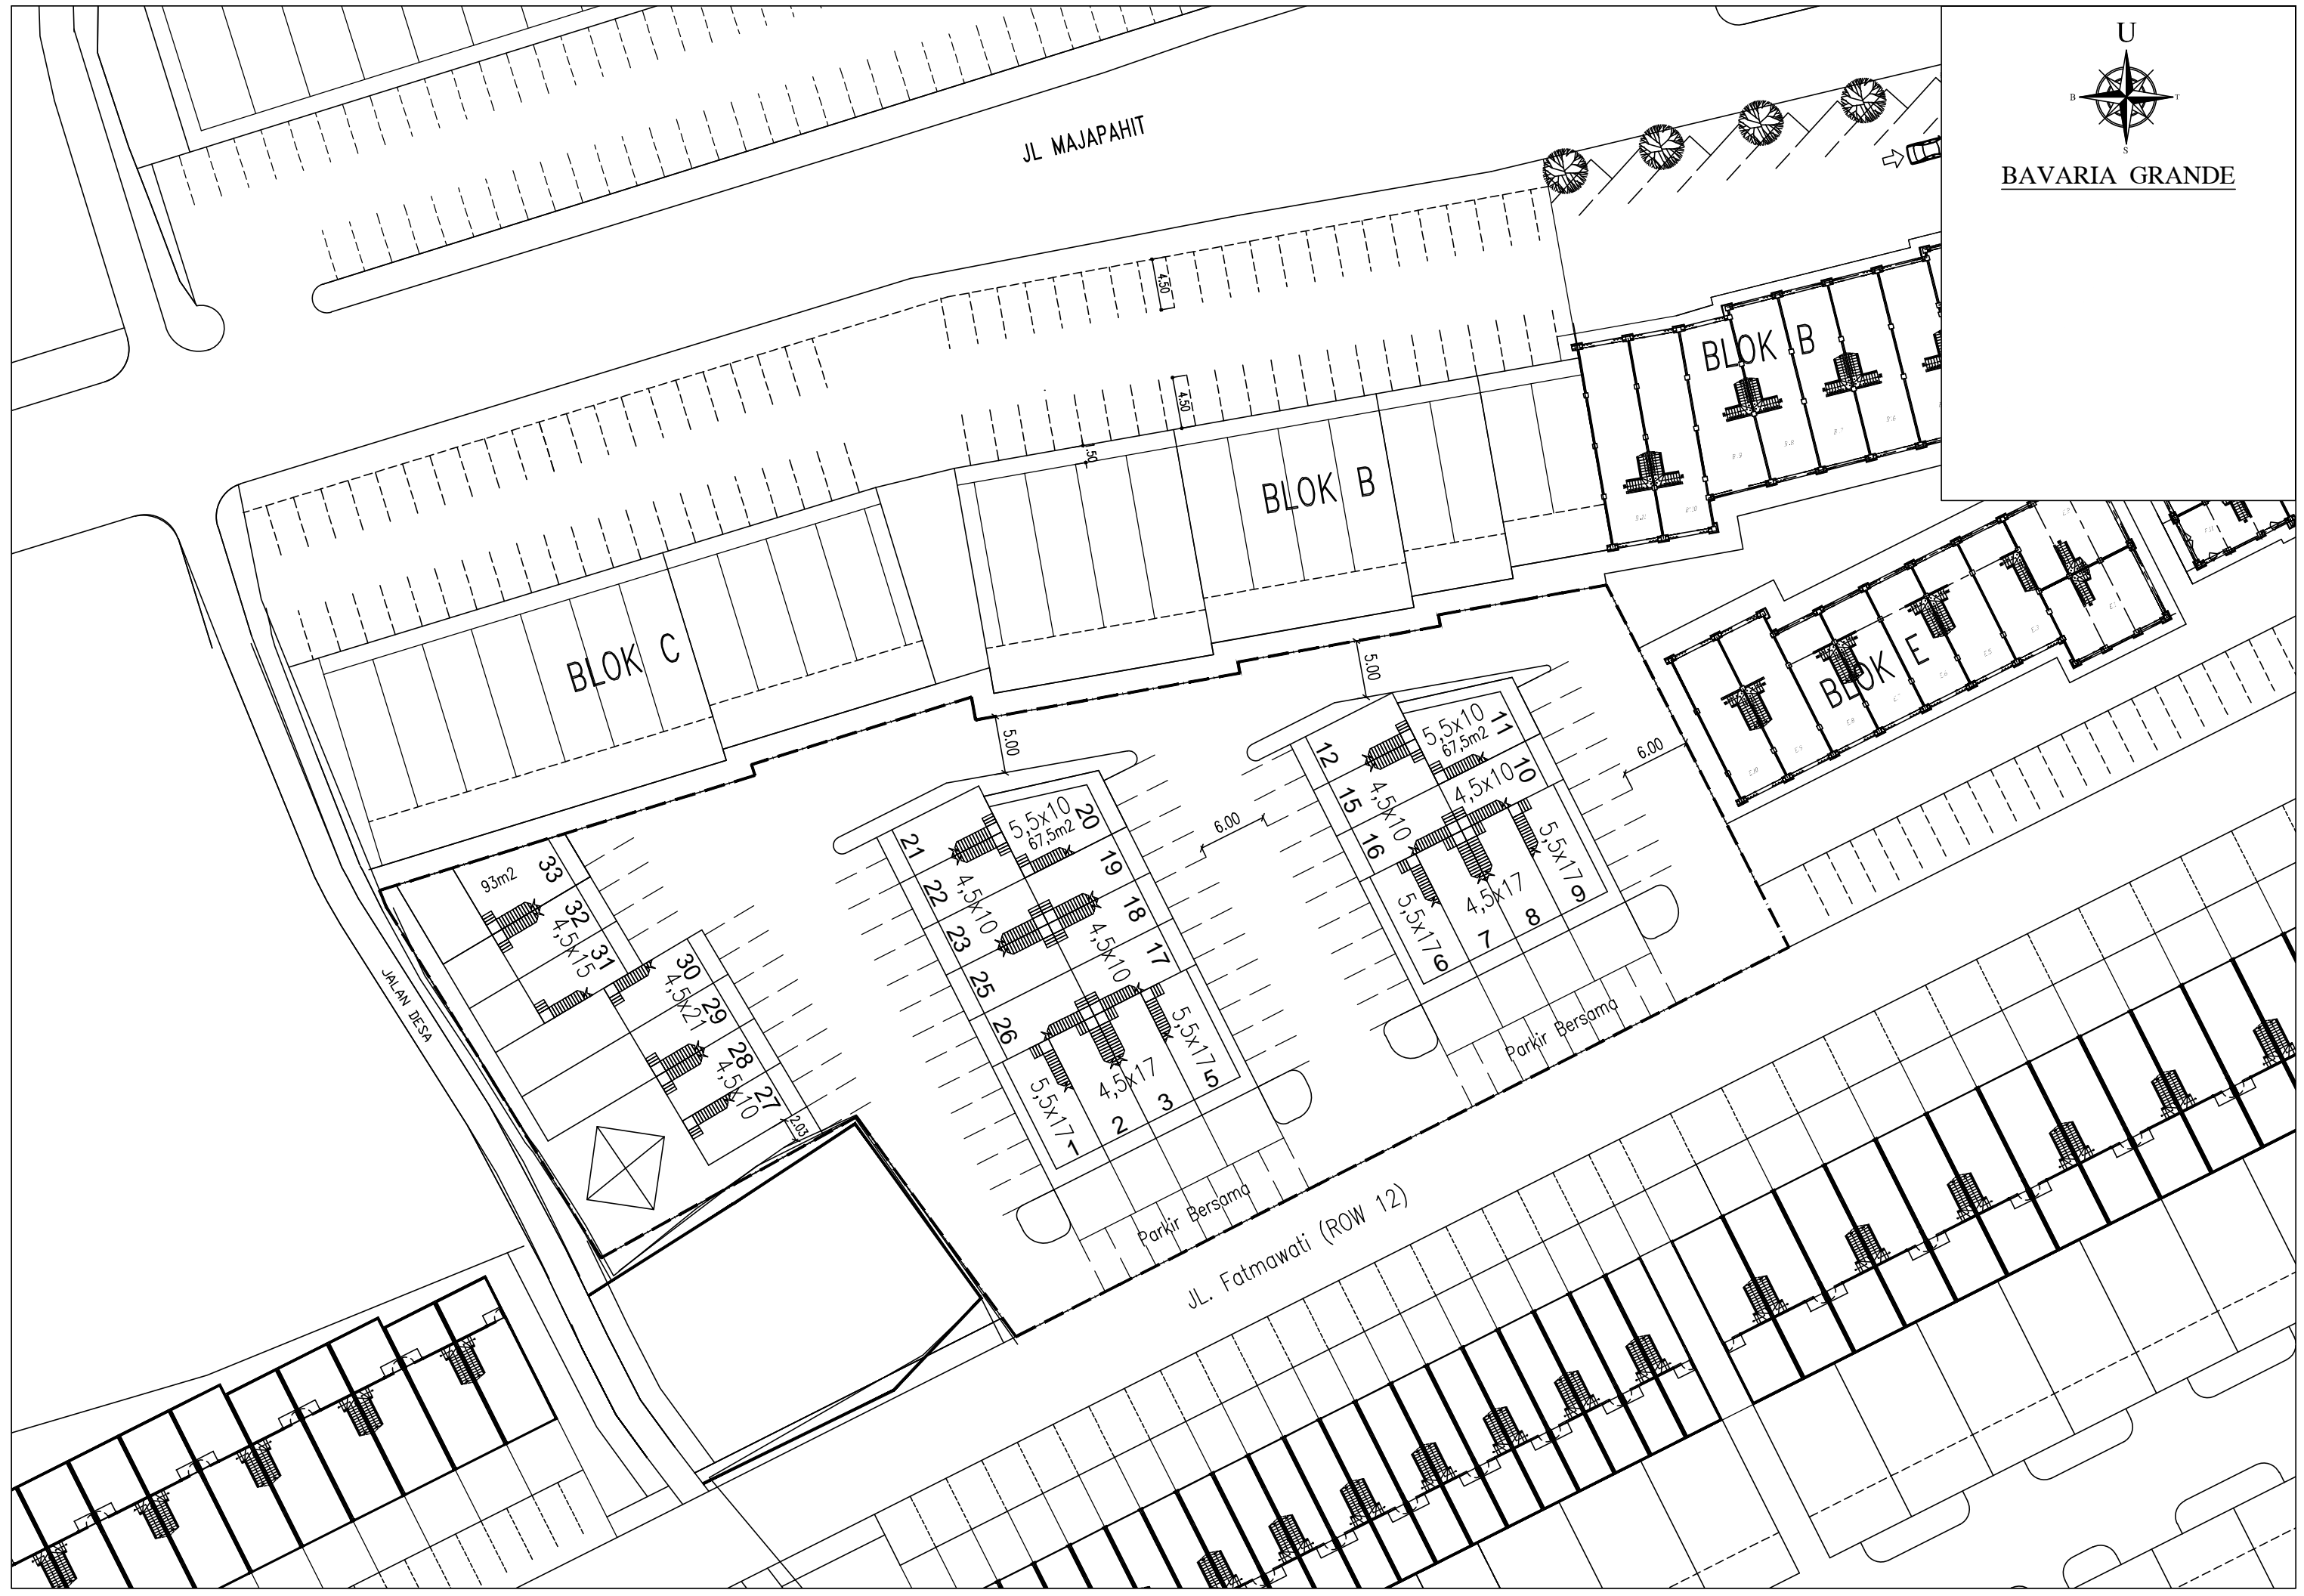 U
B
T
S
BAVARIA GRANDE
JL MAJAPAHIT
4.50
4.50
.50
BLOK B
BLOK B
BLOK C
BLOK E
5.00
5.00
6.00
6.00
12
5,5x10
67,5m2
11
15
4,5x10
4,5x10
10
16
5,5x17
4,5x17
5,5x17
6
7
8
9
21
5,5x10
67,5m2
20
22
4,5x10
19
23
18
4,5x10
25
17
26
5,5x17
4,5x17
5,5x17
1
2
3
5
93m2
33
32
4,5x15
31
30
4,5x21
29
28
4,5x10
27
2.03
JALAN DESA
Parkir Bersama
Parkir Bersama
JL. Fatmawati (ROW 12)